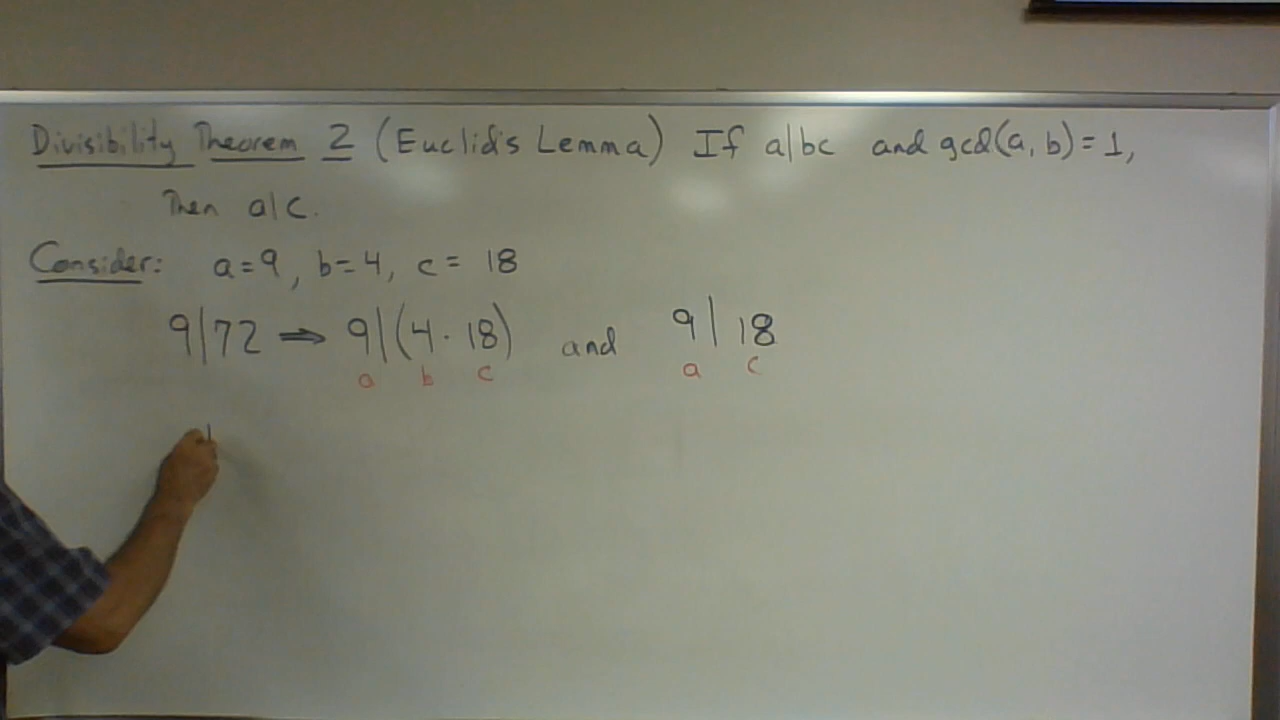 Divisibility Theorem 2 (Euclid's Lemma) If a|bc and gcd(a, b) = 1,
Then a|c.
Consider: a=9, b=4, c= 18
9|72 ⇒ 9|(4·18) and 9|18
a b c a c